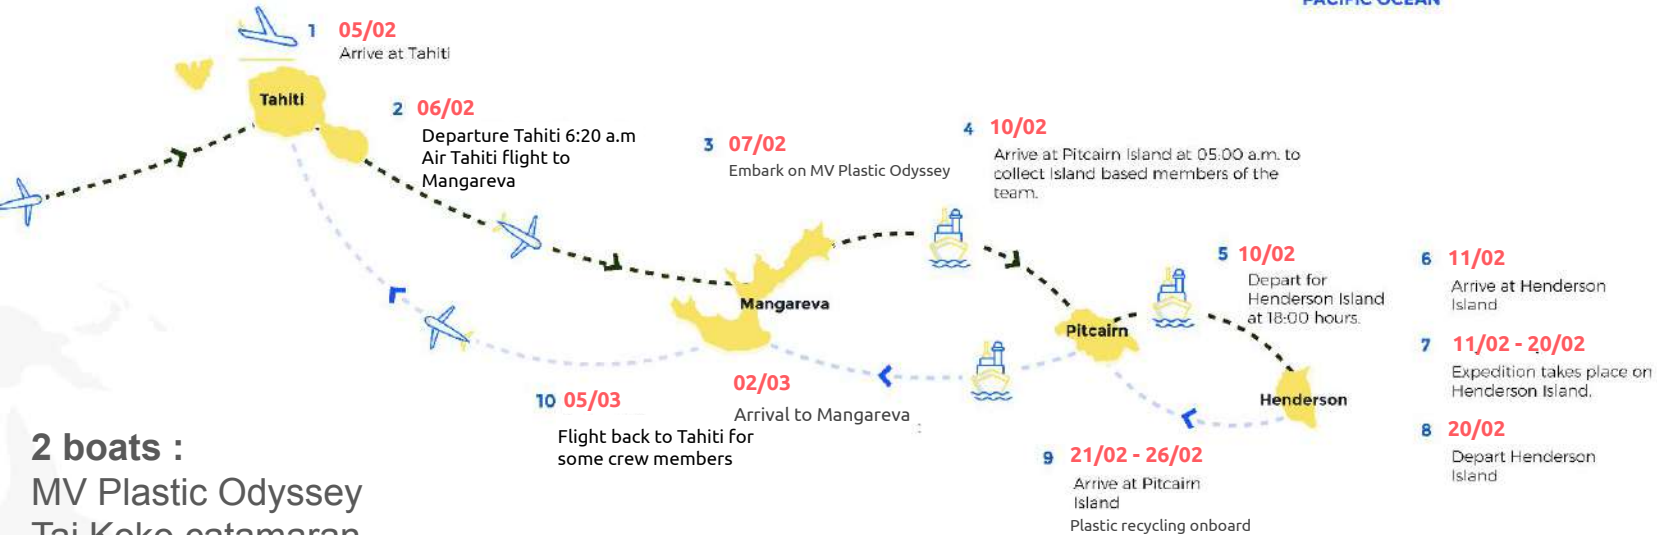 PACIFIC OCEAN
1 05/02
Arrive at Tahiti
Tahiti
2 06/02
Departure Tahiti 6:20 a.m
Air Tahiti flight to
Mangareva
3 07/02
Embark on MV Plastic Odyssey
4 10/02
Arrive at Pitcairn Island at 05:00 a.m. to
collect Island based members of the
team.
Mangareva
Pitcairn
Henderson
5 10/02
Depart for
Henderson Island
at 18:00 hours.
6 11/02
Arrive at Henderson
Island
7 11/02 - 20/02
Expedition takes place on
Henderson Island.
8 20/02
Depart Henderson
Island
9 21/02 - 26/02
Arrive at Pitcairn
Island
Plastic recycling onboard
02/03
Arrival to Mangareva
:
10 05/03
Flight back to Tahiti for
some crew members
2 boats :
MV Plastic Odyssey
Tai Koko catamaran